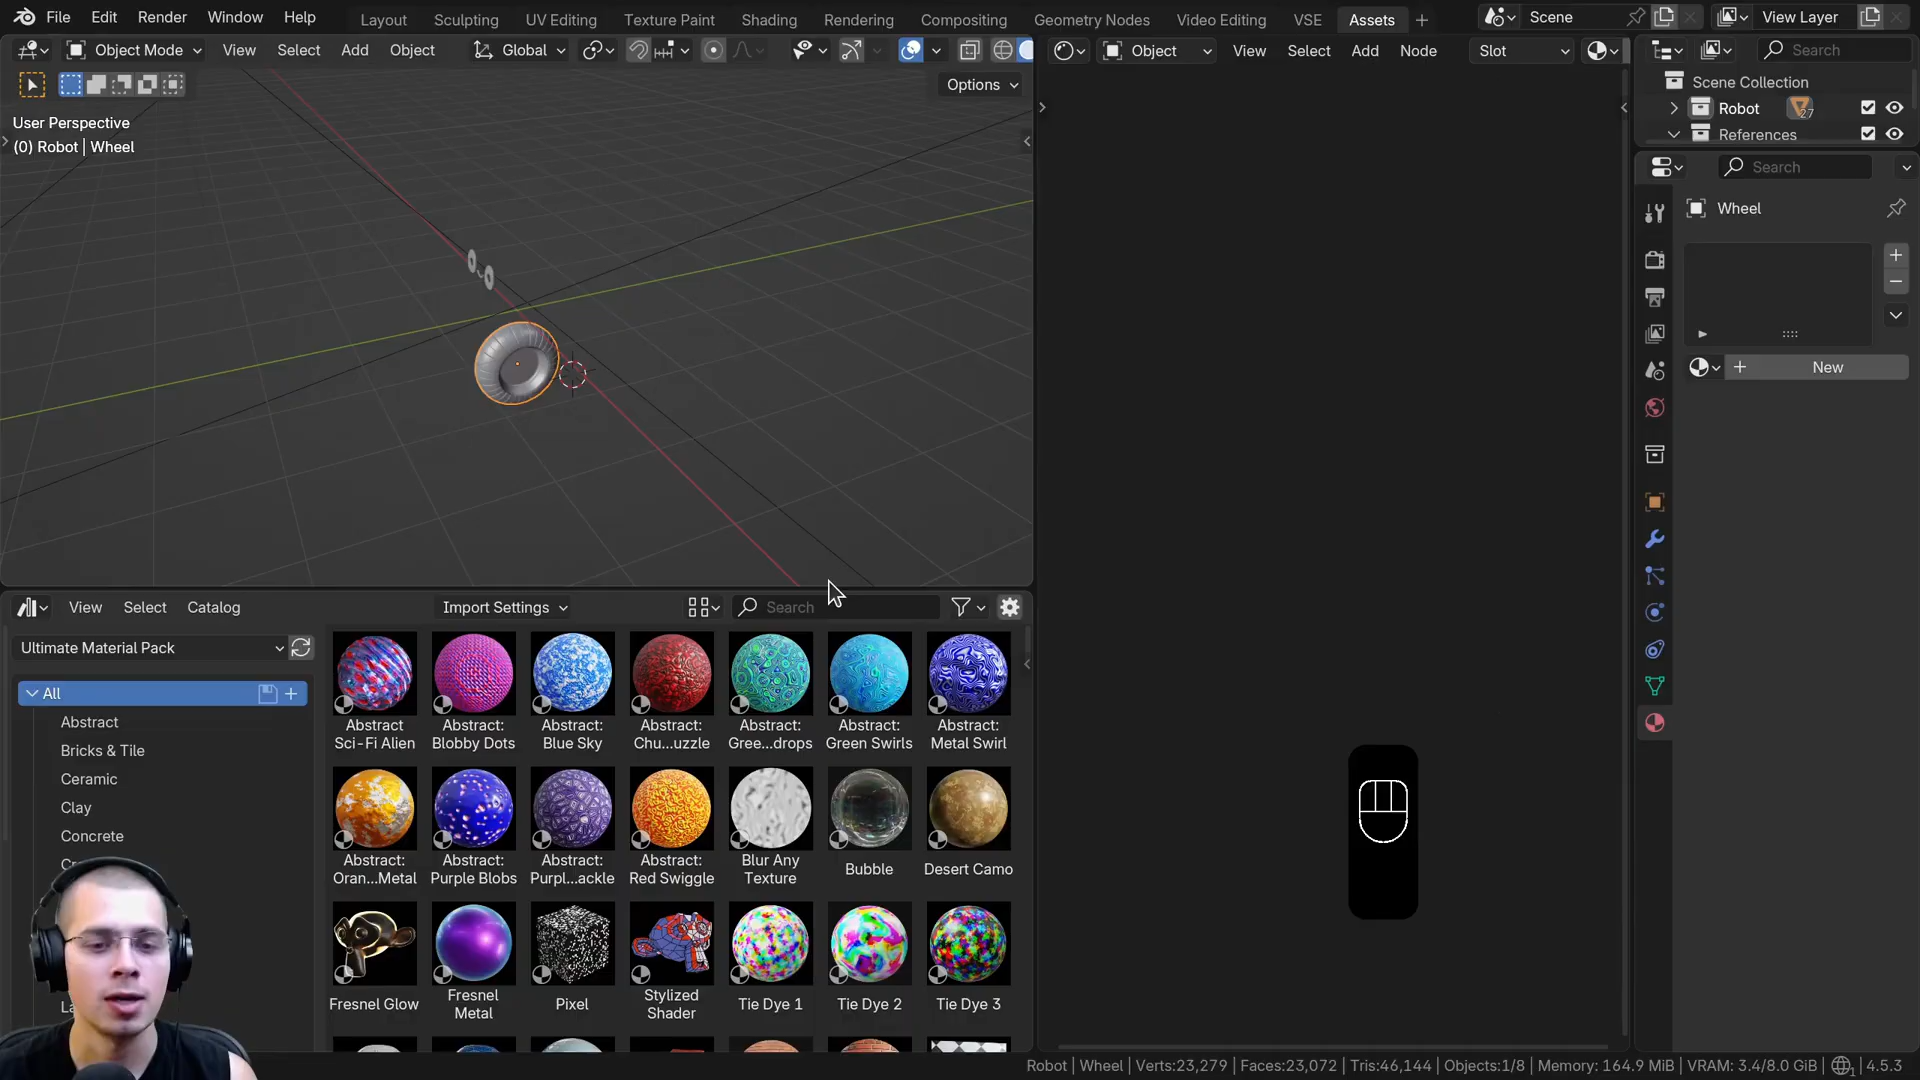 File Edit Render Window Help Layout Sculpting UV Editing Texture Paint Shading Animation Rendering Compositing Geometry Nodes Video Editing VSE Assets + Scene View Layer
Object Mode View Select Add Object Global
Object View Select Add Node Slot
Search
Options
Scene Collection
Robot 27
References
User Perspective
(0) Robot | Wheel
Search
Wheel
New
View Select Catalog Import Settings Search
Ultimate Material Pack
All
Abstract
Bricks & Tile
Ceramic
Clay
Concrete
Abstract Abstract: Abstract: Abstract: Abstract: Abstract: Abstract:
Sci-Fi Alien Blobby Dots Blue Sky Chu...uzzle Gree...drops Green Swirls Metal Swirl
Abstract: Abstract: Abstract: Abstract: Blur Any Bubble Desert Camo
Oran...Metal Purple Blobs Purpl...ackle Red Swiggle Texture
Fresnel Glow Fresnel Pixel Stylized Tie Dye 1 Tie Dye 2 Tie Dye 3
Metal Shader
Robot | Wheel | Verts:23,279 | Faces:23,072 | Tris:46,144 | Objects:1/8 | Memory: 164.9 MiB | VRAM: 3.4/8.0 GiB | 1 | 4.5.3